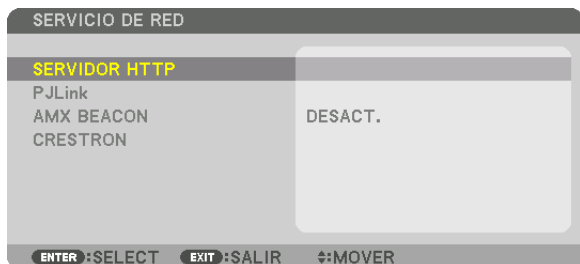 SERVICIO DE RED
SERVIDOR HTTP
PJLink
AMX BEACON DESACT.
CRESTRON
ENTER :SELECT EXIT :SALIR :MOVER